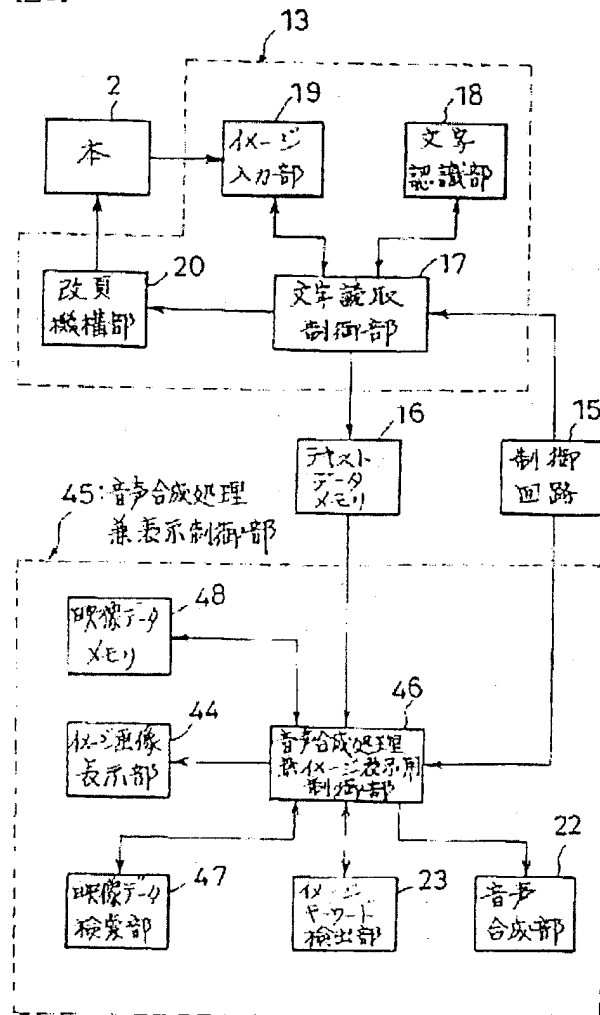 13
2
19
18
本
イメージ
入力部
文字
認識部
20
17
改頁
機構部
文字読取
制御部
16
15
テキスト
データ
メモリ
制御
回路
45:音声合成処理
兼表示制御部
48
映像データ
メモリ
46
44
音声合成処理
兼イメージ表示用
制御部
イメージ画像
表示部
47
23
22
映像データ
検索部
イメージ
キーワード
検出部
音声
合成部